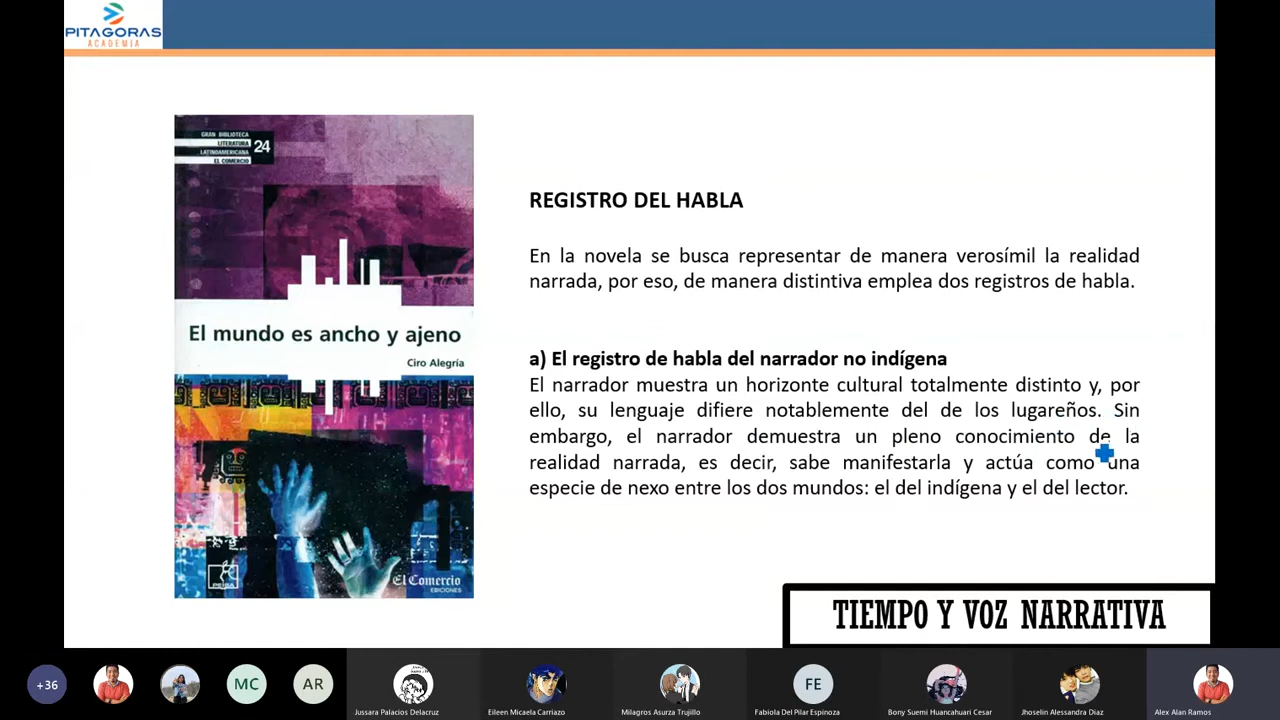 PITAGORAS
ACADEMIA
GRAN BIBLIOTECA
LITERATURA
LATINOAMERICANA
EL COMERCIO
24
El mundo es ancho y ajeno
Ciro Alegría
PEISA
El Comercio
EDICIONES
REGISTRO DEL HABLA
En la novela se busca representar de manera verosímil la realidad
narrada, por eso, de manera distintiva emplea dos registros de habla.
a) El registro de habla del narrador no indígena
El narrador muestra un horizonte cultural totalmente distinto y, por
ello, su lenguaje difiere notablemente del de los lugareños. Sin
embargo, el narrador demuestra un pleno conocimiento de la
realidad narrada, es decir, sabe manifestarla y actúa como una
especie de nexo entre los dos mundos: el del indígena y el del lector.
TIEMPO Y VOZ NARRATIVA
+36
MC
AR
Jussara Palacios Delacruz
Eileen Micaela Carriazo
Milagros Asurza Trujillo
FE
Fabiola Del Pilar Espinoza
Bony Suemi Huancahuari Cesar
Jhoselin Alessandra Diaz
Alex Alan Ramos